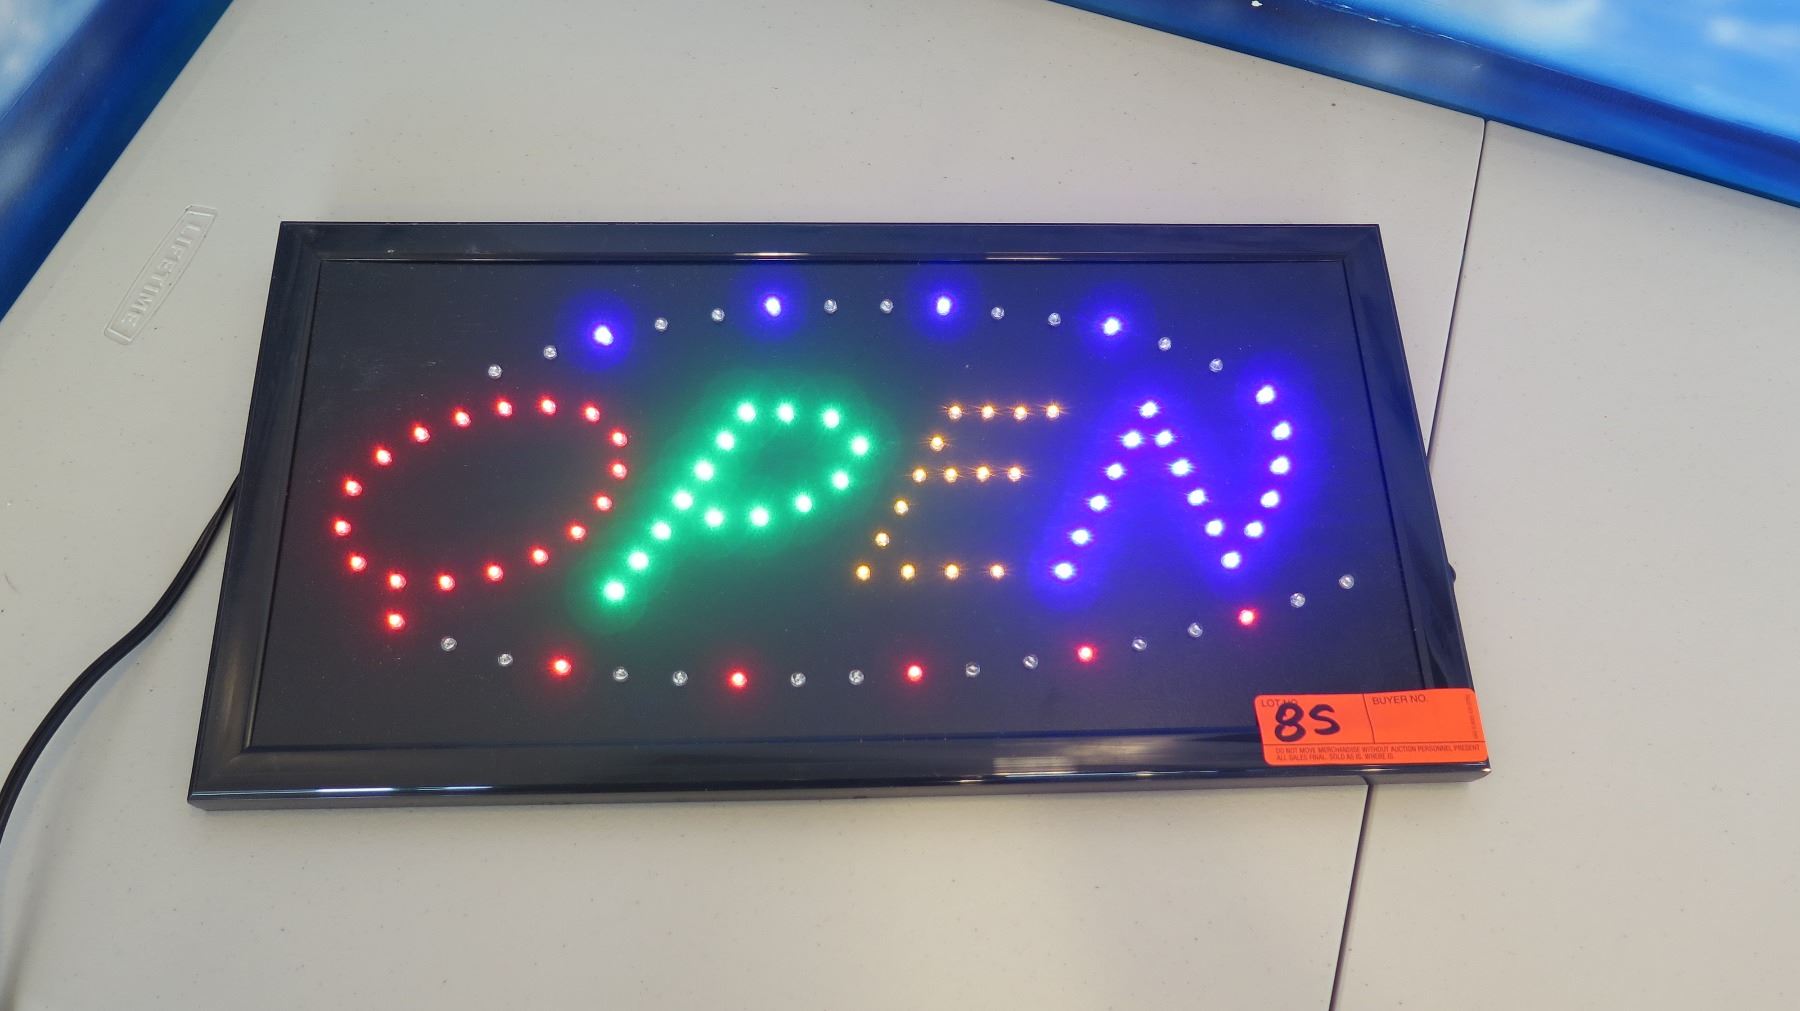 LIFETIME
OPEN
LOT NO.
BUYER NO.
8S
DO NOT MOVE MERCHANDISE WITHOUT AUCTION PERSONNEL PRESENT
ALL SALES FINAL. SOLD AS IS, WHERE IS.